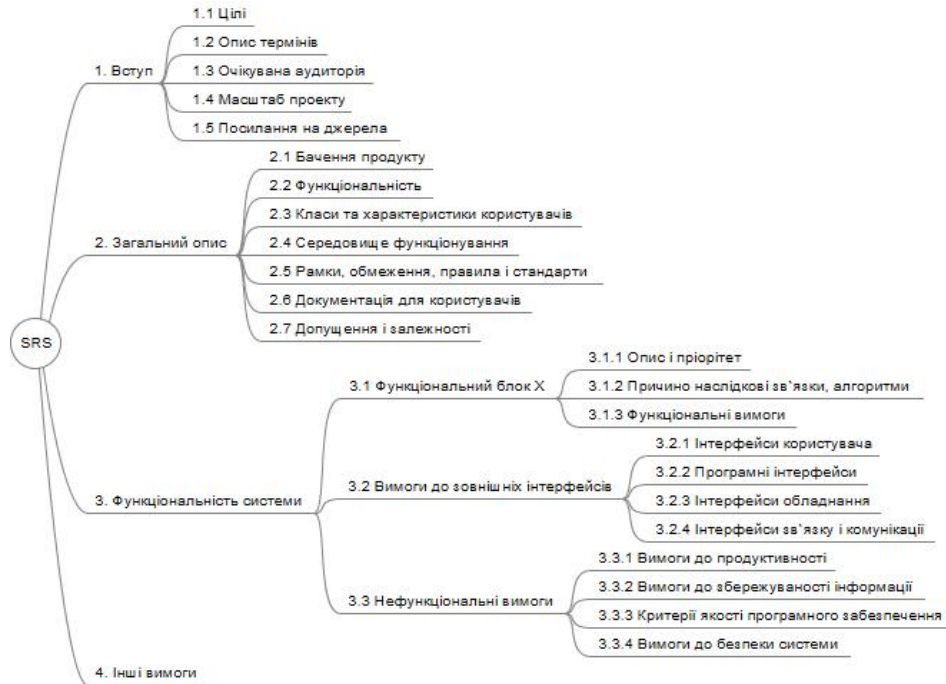 SRS
1. Вступ
1.1 Цілі
1.2 Опис термінів
1.3 Очікувана аудиторія
1.4 Масштаб проекту
1.5 Посилання на джерела
2. Загальний опис
2.1 Бачення продукту
2.2 Функціональність
2.3 Класи та характеристики користувачів
2.4 Середовище функціонування
2.5 Рамки, обмеження, правила і стандарти
2.6 Документація для користувачів
2.7 Допущення і залежності
3. Функціональність системи
3.1 Функціональний блок X
3.1.1 Опис і пріорітет
3.1.2 Причино наслідкові зв`язки, алгоритми
3.1.3 Функціональні вимоги
3.2 Вимоги до зовнішніх інтерфейсів
3.2.1 Інтерфейси користувача
3.2.2 Програмні інтерфейси
3.2.3 Інтерфейси обладнання
3.2.4 Інтерфейси зв`язку і комунікації
3.3 Нефункціональні вимоги
3.3.1 Вимоги до продуктивності
3.3.2 Вимоги до збережуваності інформації
3.3.3 Критерії якості програмного забезпечення
3.3.4 Вимоги до безпеки системи
4. Інші вимоги